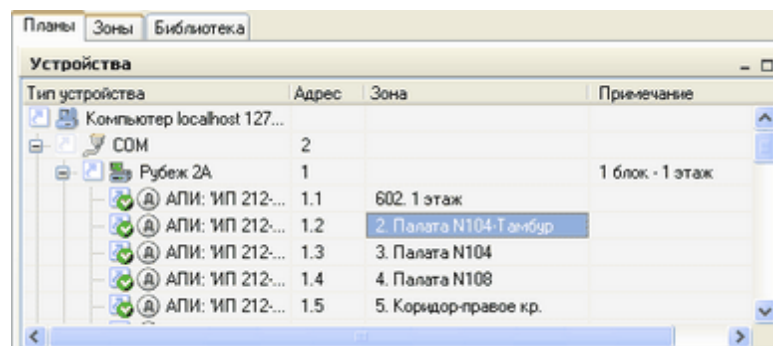 Планы Зоны Библиотека
Устройства
Тип устройства Адрес Зона Примечание
Компьютер localhost 127...
COM 2
Рубеж 2А 1 1 блок - 1 этаж
АПИ: 'ИП 212-... 1.1 602. 1 этаж
АПИ: 'ИП 212-... 1.2 2. Палата N104-Тамбур
АПИ: 'ИП 212-... 1.3 3. Палата N104
АПИ: 'ИП 212-... 1.4 4. Палата N108
АПИ: 'ИП 212-... 1.5 5. Коридор-правое кр.